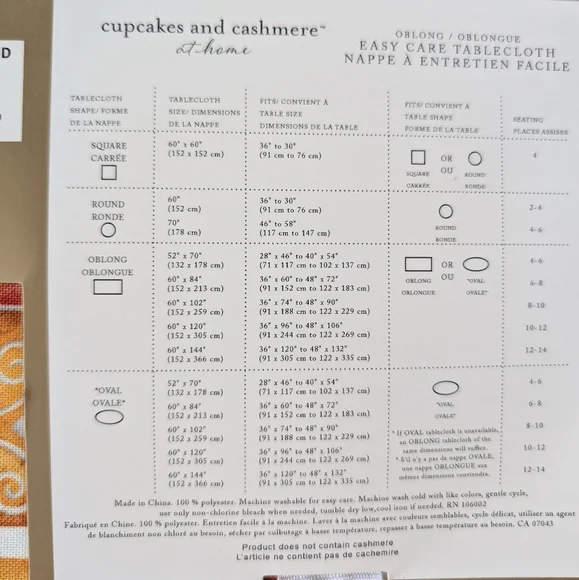 D
cupcakes and cashmere™
at home
OBLONG / OBLONGUE
EASY CARE TABLECLOTH
NAPPE À ENTRETIEN FACILE
TABLECLOTH SHAPE/ FORME DE LA NAPPE
TABLECLOTH SIZE/ DIMENSIONS DE LA NAPPE
FITS/ CONVIENT À TABLE SIZE DIMENSIONS DE LA TABLE
FITS/ CONVIENT À TABLE SHAPE FORME DE LA TABLE
SEATING PLACES ASSISES
SQUARE
CARRÉE
60" x 60"
(152 x 152 cm)
36" to 30"
(91 cm to 76 cm)
OR
OU
SQUARE
CARRÉE
ROUND
RONDE
4
ROUND
RONDE
60"
(152 cm)
36" to 30"
(91 cm to 76 cm)
70"
(178 cm)
46" to 58"
(117 cm to 147 cm)
ROUND
RONDE
2-4
4-6
OBLONG
OBLONGUE
52" x 70"
(132 x 178 cm)
28" x 46" to 40" x 54"
(71 x 117 cm to 102 x 137 cm)
60" x 84"
(152 x 213 cm)
36" x 60" to 48" x 72"
(91 x 152 cm to 122 x 183 cm)
60" x 102"
(152 x 259 cm)
36" x 74" to 48" x 90"
(91 x 188 cm to 122 x 229 cm)
60" x 120"
(152 x 305 cm)
36" x 96" to 48" x 106"
(91 x 244 cm to 122 x 269 cm)
60" x 144"
(152 x 366 cm)
36" x 120" to 48" x 132"
(91 x 305 cm to 122 x 335 cm)
OR
OU
OBLONG
OBLONGUE
*OVAL
OVALE*
4-6
6-8
8-10
10-12
12-14
*OVAL
OVALE*
52" x 70"
(132 x 178 cm)
28" x 46" to 40" x 54"
(71 x 117 cm to 102 x 137 cm)
60" x 84"
(152 x 213 cm)
36" x 60" to 48" x 72"
(91 x 152 cm to 122 x 183 cm)
60" x 102"
(152 x 259 cm)
36" x 74" to 48" x 90"
(91 x 188 cm to 122 x 229 cm)
60" x 120"
(152 x 305 cm)
36" x 96" to 48" x 108"
(91 x 244 cm to 122 x 269 cm)
60" x 144"
(152 x 366 cm)
36" x 120" to 48" x 132"
(91 x 305 cm to 122 x 335 cm)
*OVAL
OVALE*
* If OVAL tablecloth is unavailable,
an OBLONG tablecloth of the
same dimensions will suffice.
* S'il n'y a pas de nappe OVALE,
une nappe OBLONGUE aux
mêmes dimensions conviendra.
4-6
6-8
8-10
10-12
12-14
Made in China. 100 % polyester. Machine washable for easy care. Machine wash cold with like colors, gentle cycle,
use only non-chlorine bleach when needed, tumble dry low,cool iron if needed. RN 106002
Fabriqué en Chine. 100 % polyester. Entretien facile à la machine. Laver à la machine avec couleurs semblables, cycle délicat, utiliser un agent
de blanchiment non chloré au besoin, sécher par culbutage à basse température, repasser à basse température au besoin. CA 07043
Product does not contain cashmere
L'article ne contient pas de cachemire